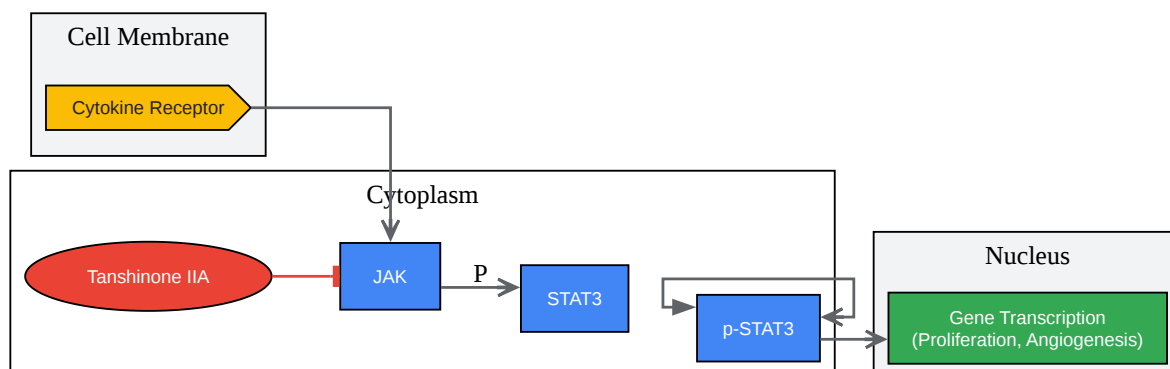 Cell Membrane
Cytokine Receptor
Cytoplasm
Tanshinone IIA
JAK
P
STAT3
p-STAT3
Nucleus
Gene Transcription
(Proliferation, Angiogenesis)